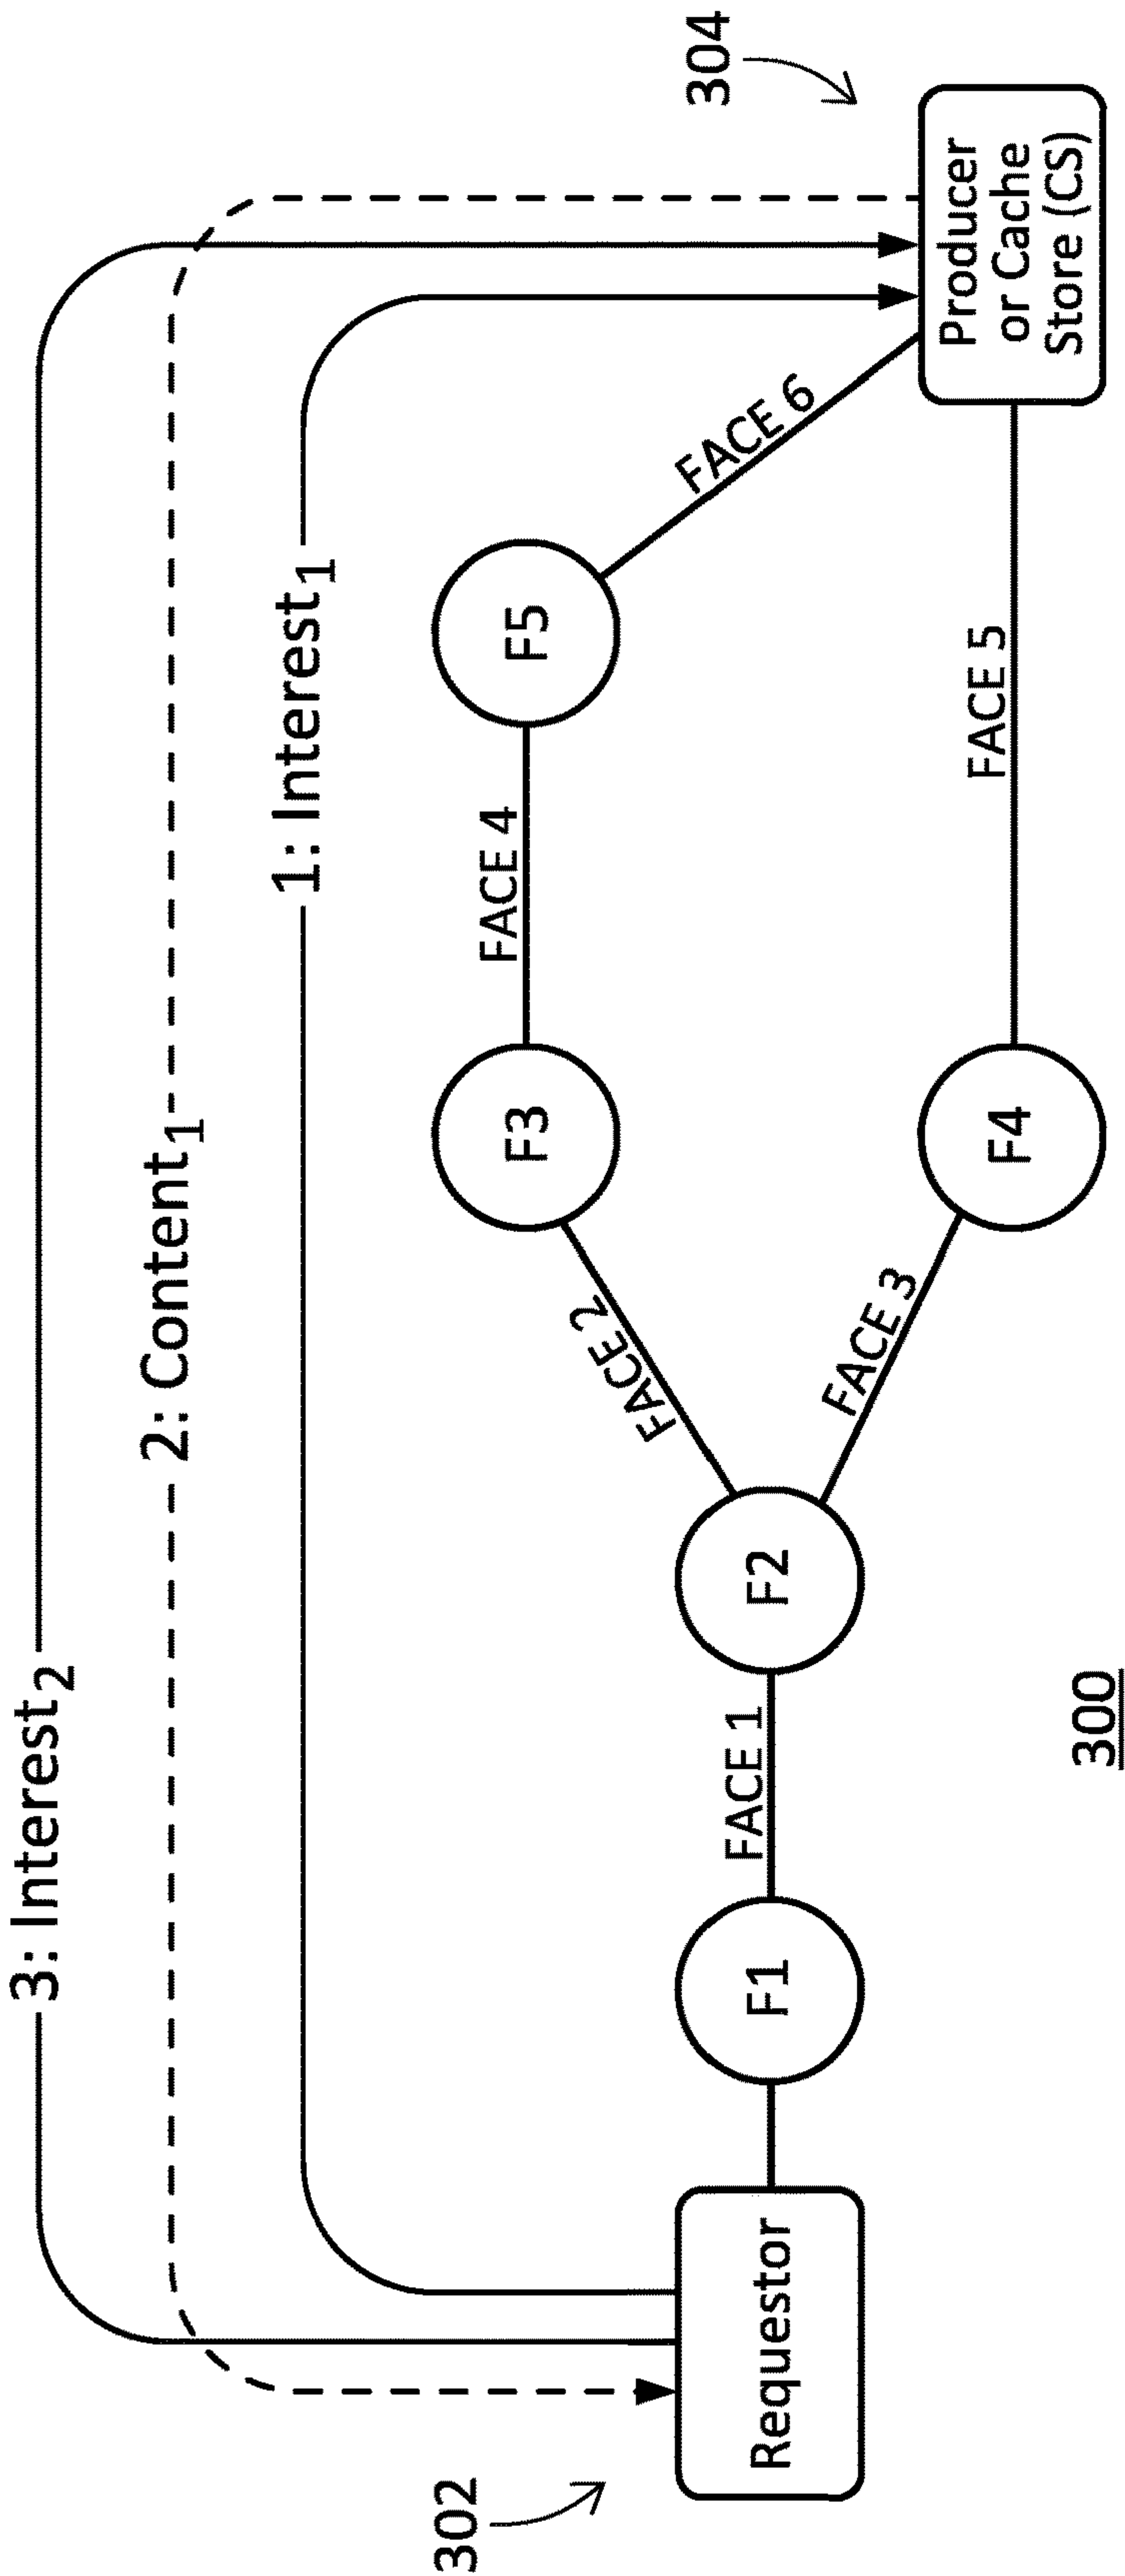 3: Interest2
2: Content1
1: Interest1
302
304
Requestor
F1
FACE 1
F2
FACE 2
FACE 3
F3
F4
FACE 4
FACE 5
F5
FACE 6
Producer
or Cache
Store (CS)
300